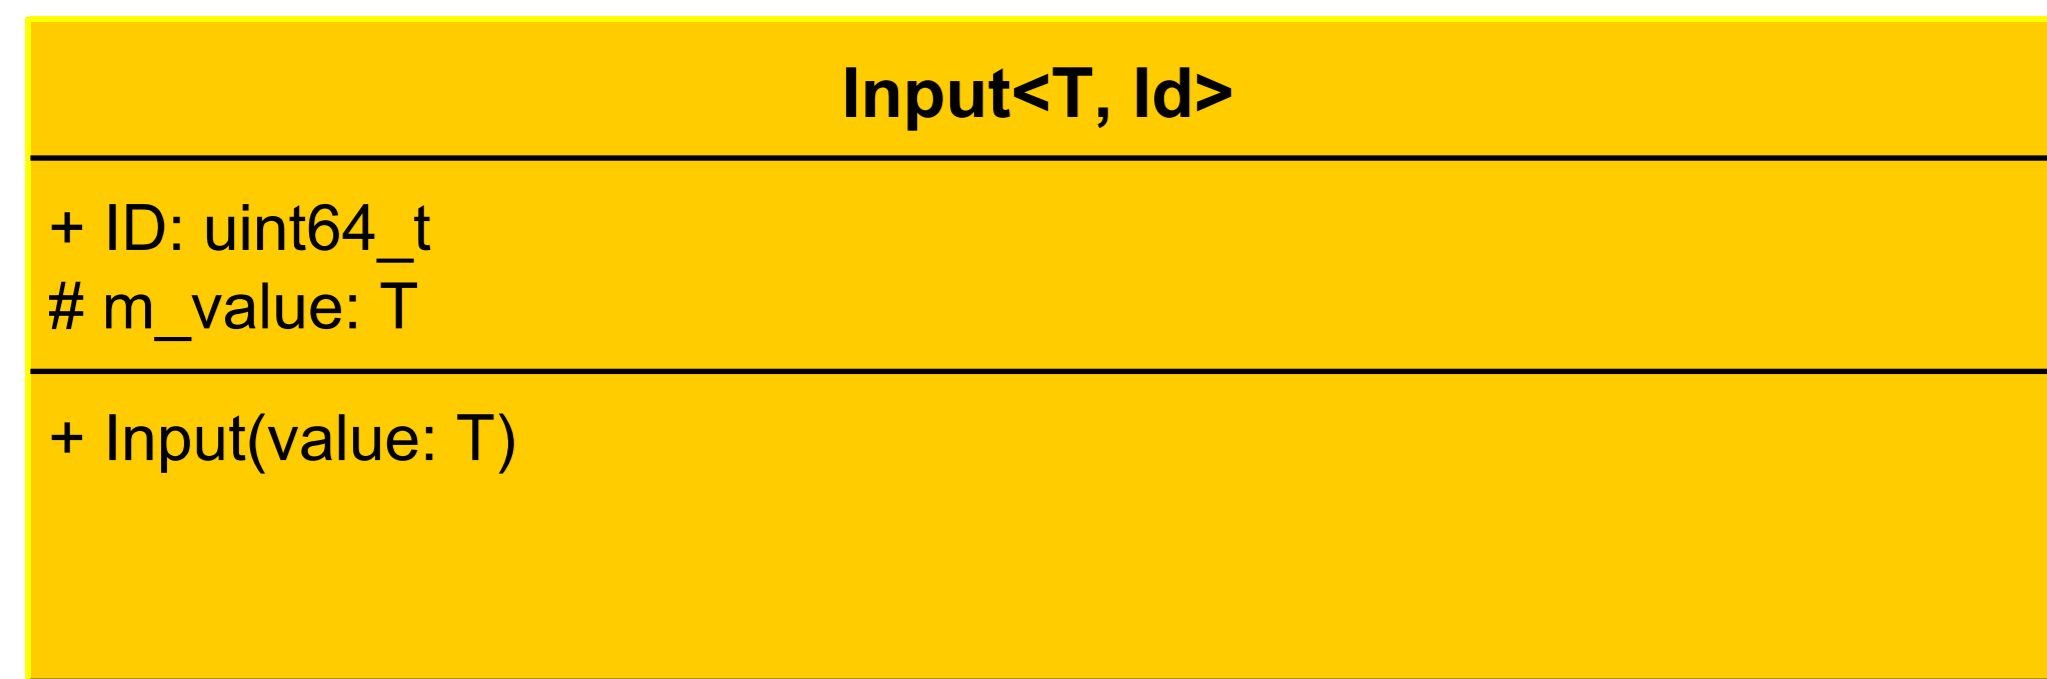 Input<T, Id>
+ ID: uint64_t
# m_value: T
+ Input(value: T)